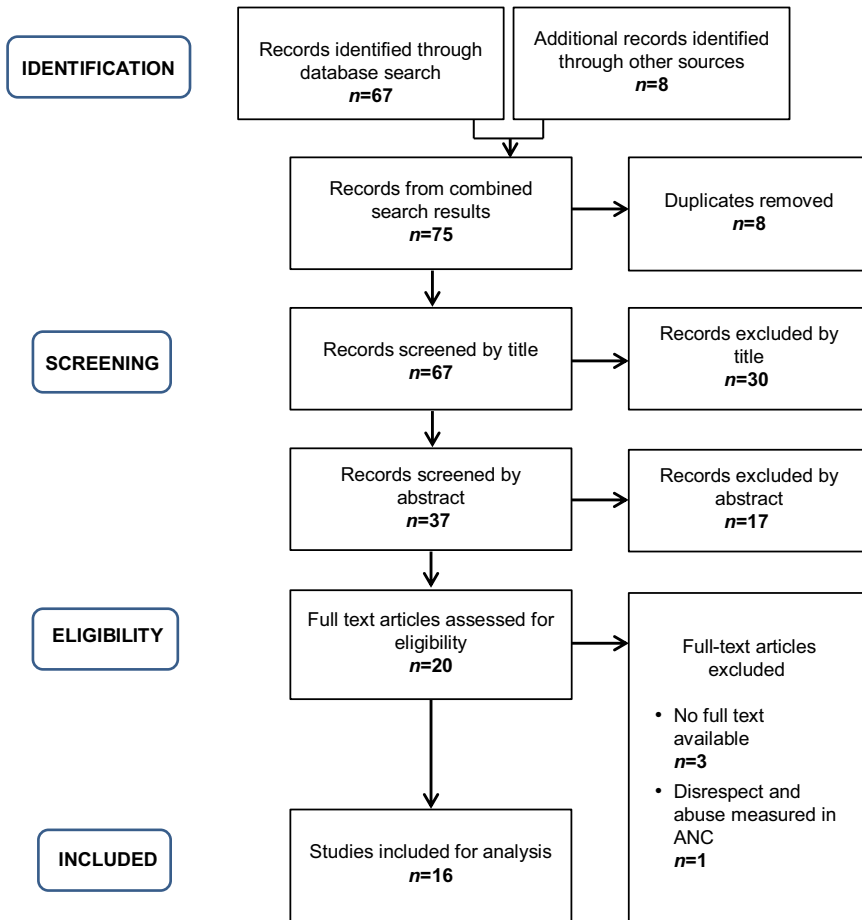 IDENTIFICATION
Records identified through
database search
n=67
Additional records identified
through other sources
n=8
Records from combined
search results
n=75
Duplicates removed
n=8
SCREENING
Records screened by title
n=67
Records excluded by
title
n=30
Records screened by
abstract
n=37
Records excluded by
abstract
n=17
ELIGIBILITY
Full text articles assessed for
eligibility
n=20
Full-text articles
excluded
• No full text
available
n=3
• Disrespect and
abuse measured in
ANC
n=1
INCLUDED
Studies included for analysis
n=16